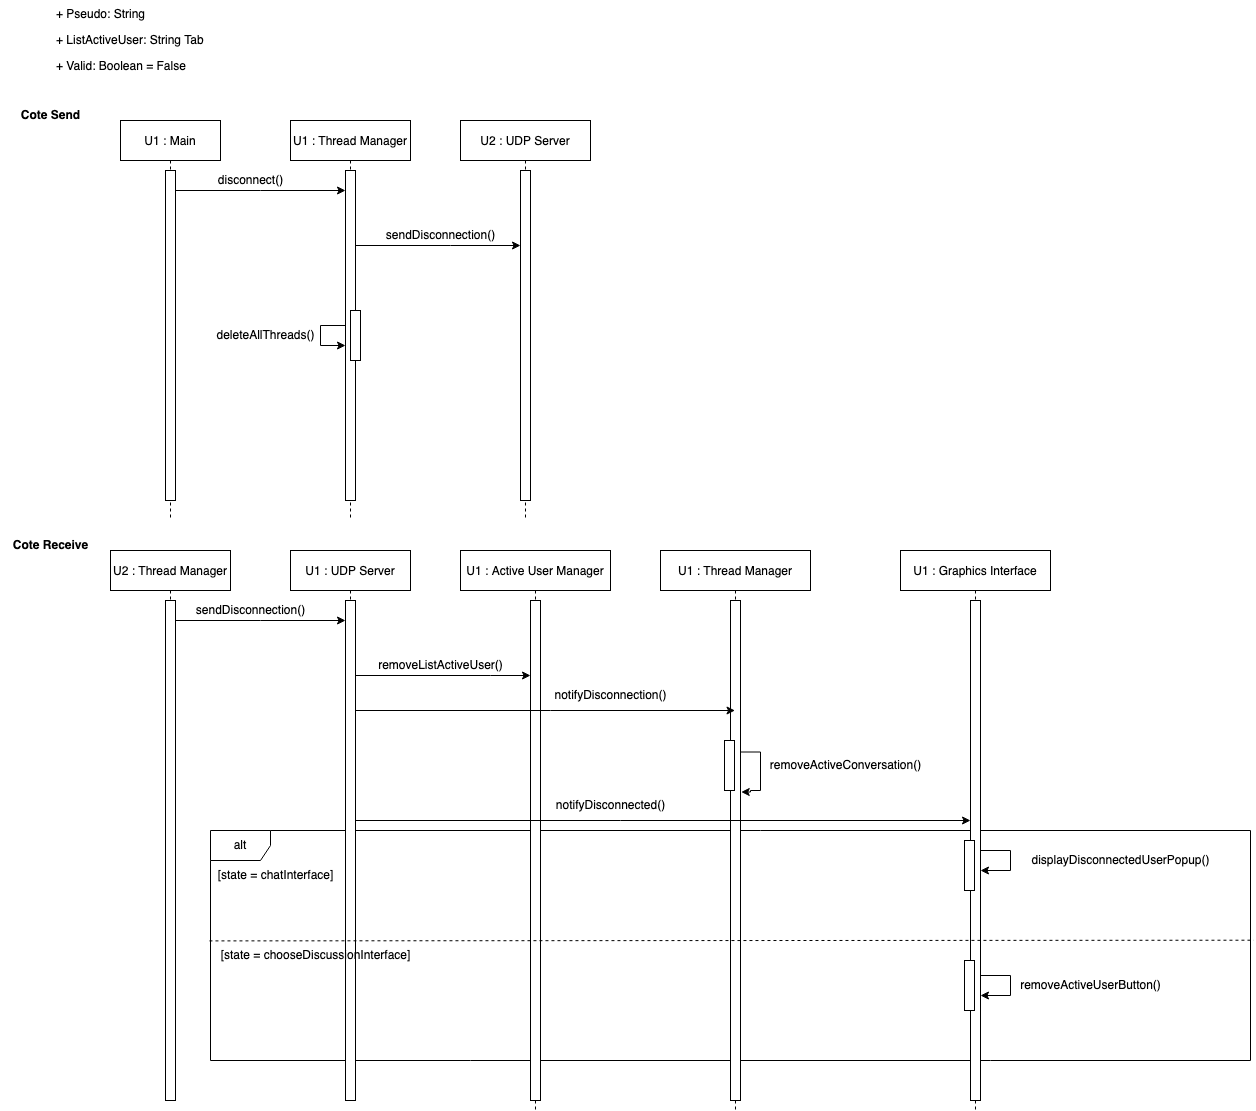 + Pseudo: String
+ ListActiveUser: String Tab
+ Valid: Boolean = False
Cote Send
U1 : Main
U1 : Thread Manager
U2 : UDP Server
disconnect()
sendDisconnection()
deleteAllThreads()
Cote Receive
U2 : Thread Manager
U1 : UDP Server
U1 : Active User Manager
U1 : Thread Manager
U1 : Graphics Interface
sendDisconnection()
removeListActiveUser()
notifyDisconnection()
removeActiveConversation()
notifyDisconnected()
alt
[state = chatInterface]
displayDisconnectedUserPopup()
[state = chooseDiscussionInterface]
removeActiveUserButton()